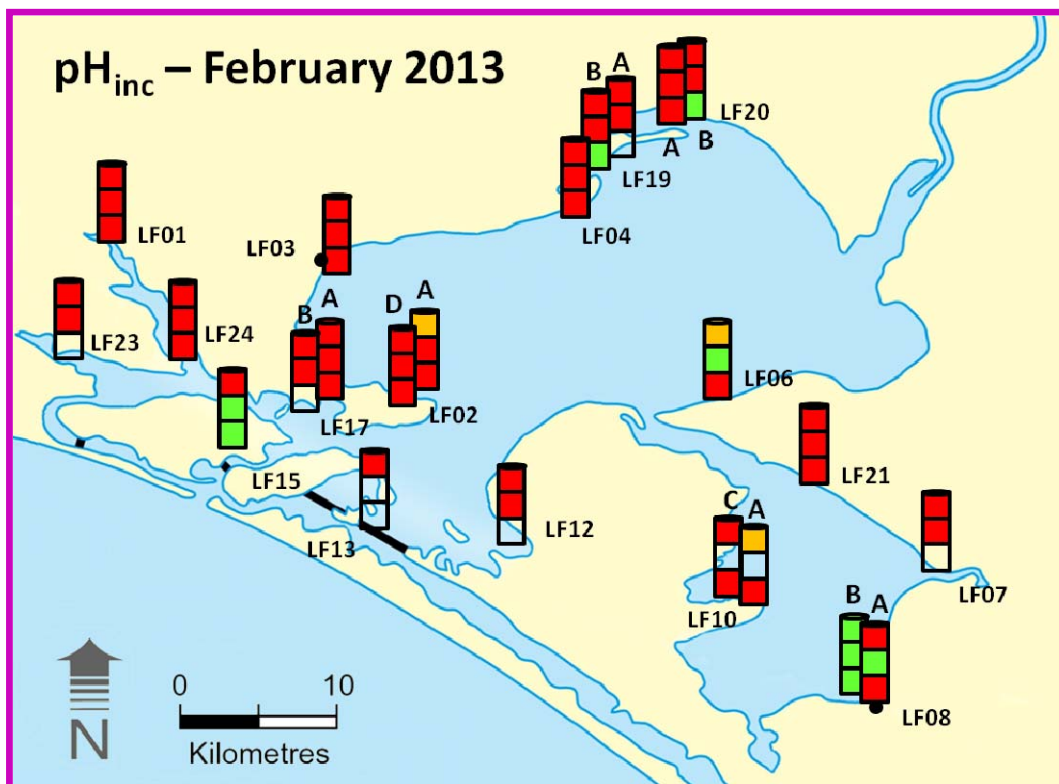 pH_inc – February 2013
B A
LF20
A B
LF19
LF04
LF01
LF03
LF23
LF24
B A
D A
LF17
LF02
LF06
LF15
LF13
LF12
LF21
C A
LF10
LF07
B A
LF08
N
0 10
Kilometres